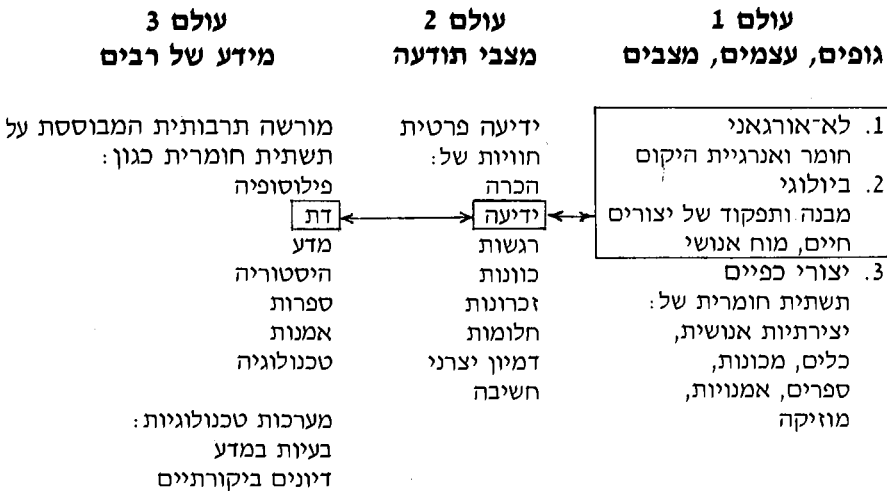 עולם 1
גופים, עצמים, מצבים
1. לא־אורגאני
חומר ואנרגיית היקום
2. ביולוגי
מבנה ותפקוד של יצורים
חיים, מוח אנושי
3. יצורי כפיים
תשתית חומרית של:
יצירתיות אנושית,
כלים, מכונות,
ספרים, אמנויות,
מוזיקה
עולם 2
מצבי תודעה
ידיעה פרטית
חוויות של:
הכרה
ידיעה
רגשות
כוונות
זכרונות
חלומות
דמיון יצרני
חשיבה
עולם 3
מידע של רבים
מורשה תרבותית המבוססת על
תשתית חומרית כגון:
פילוסופיה
דת
מדע
היסטוריה
ספרות
אמנות
טכנולוגיה
מערכות טכנולוגיות:
בעיות במדע
דיונים ביקורתיים